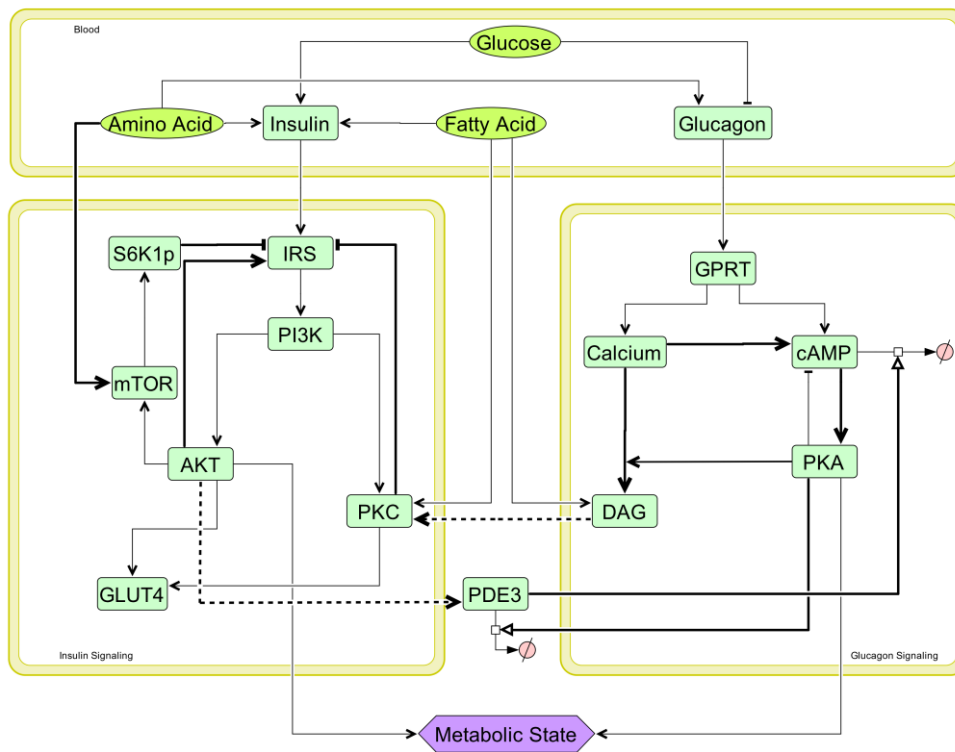 Blood
Glucose
Amino Acid
Insulin
Fatty Acid
Glucagon
S6K1p
IRS
GPRT
PI3K
Calcium
cAMP
mTOR
AKT
PKA
PKC
DAG
GLUT4
PDE3
Insulin Signaling
Glucagon Signaling
Metabolic State